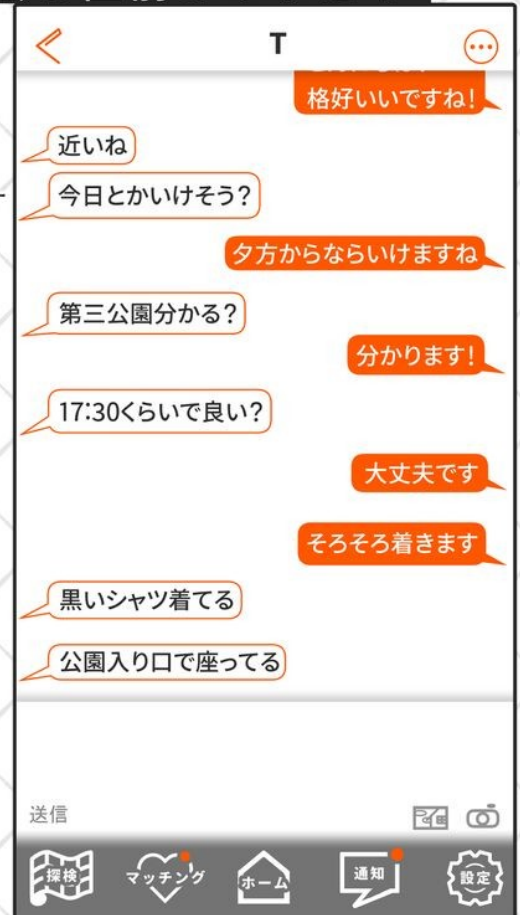 T
格好いいですね!
近いね
今日とかいけそう?
夕方からならいけますね
第三公園分かる?
分かります!
17:30くらいで良い?
大丈夫です
そろそろ着きます
黒いシャツ着てる
公園入り口で座ってる
送信
探検
マッチング
ホーム
通知
設定